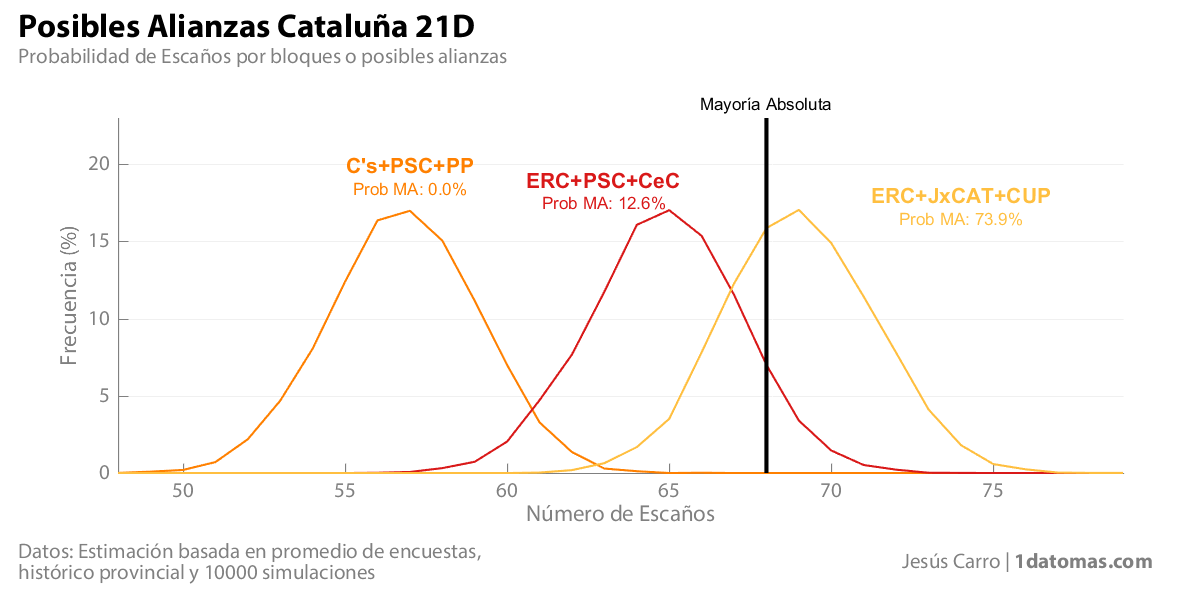 Posibles Alianzas Cataluña 21D
Probabilidad de Escaños por bloques o posibles alianzas
Mayoría Absoluta
C's+PSC+PP
Prob MA: 0.0%
ERC+PSC+CeC
Prob MA: 12.6%
ERC+JxCAT+CUP
Prob MA: 73.9%
Frecuencia (%)
20
15
10
5
0
50 55 60 65 70 75
Número de Escaños
Datos: Estimación basada en promedio de encuestas,
histórico provincial y 10000 simulaciones
Jesús Carro | 1datomas.com